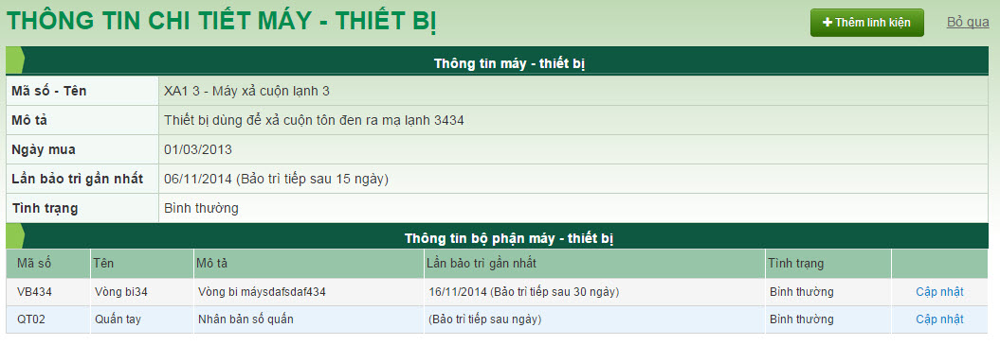 THÔNG TIN CHI TIẾT MÁY - THIẾT BỊ
Thêm linh kiện
Bỏ qua
Thông tin máy - thiết bị
Mã số - Tên XA1 3 - Máy xả cuộn lạnh 3
Mô tả Thiết bị dùng để xả cuộn tôn đen ra mạ lạnh 3434
Ngày mua 01/03/2013
Lần bảo trì gần nhất 06/11/2014 (Bảo trì tiếp sau 15 ngày)
Tình trạng Bình thường
Thông tin bộ phận máy - thiết bị
Mã số Tên Mô tả Lần bảo trì gần nhất Tình trạng
VB434 Vòng bi34 Vòng bi máysdafsdaf434 16/11/2014 (Bảo trì tiếp sau 30 ngày) Bình thường Cập nhật
QT02 Quấn tay Nhân bản số quấn (Bảo trì tiếp sau ngày) Bình thường Cập nhật